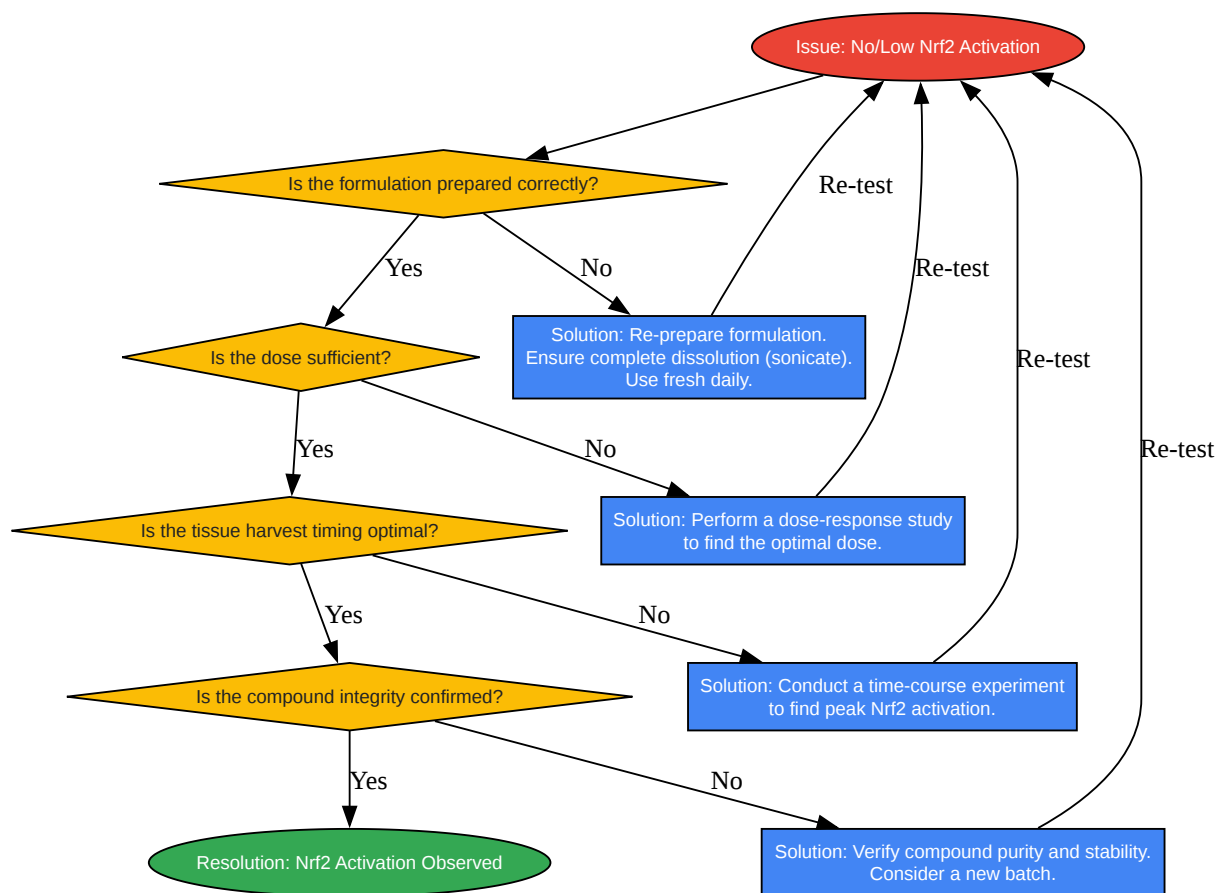 Issue: No/Low Nrf2 Activation
Is the formulation prepared correctly?
Re-test
Yes
No
Re-test
Solution: Re-prepare formulation.
Ensure complete dissolution (sonicate).
Use fresh daily.
Is the dose sufficient?
Re-test
Yes
No
Re-test
Solution: Perform a dose-response study
to find the optimal dose.
Is the tissue harvest timing optimal?
Yes
No
Solution: Conduct a time-course experiment
to find peak Nrf2 activation.
Is the compound integrity confirmed?
Yes
No
Resolution: Nrf2 Activation Observed
Solution: Verify compound purity and stability.
Consider a new batch.